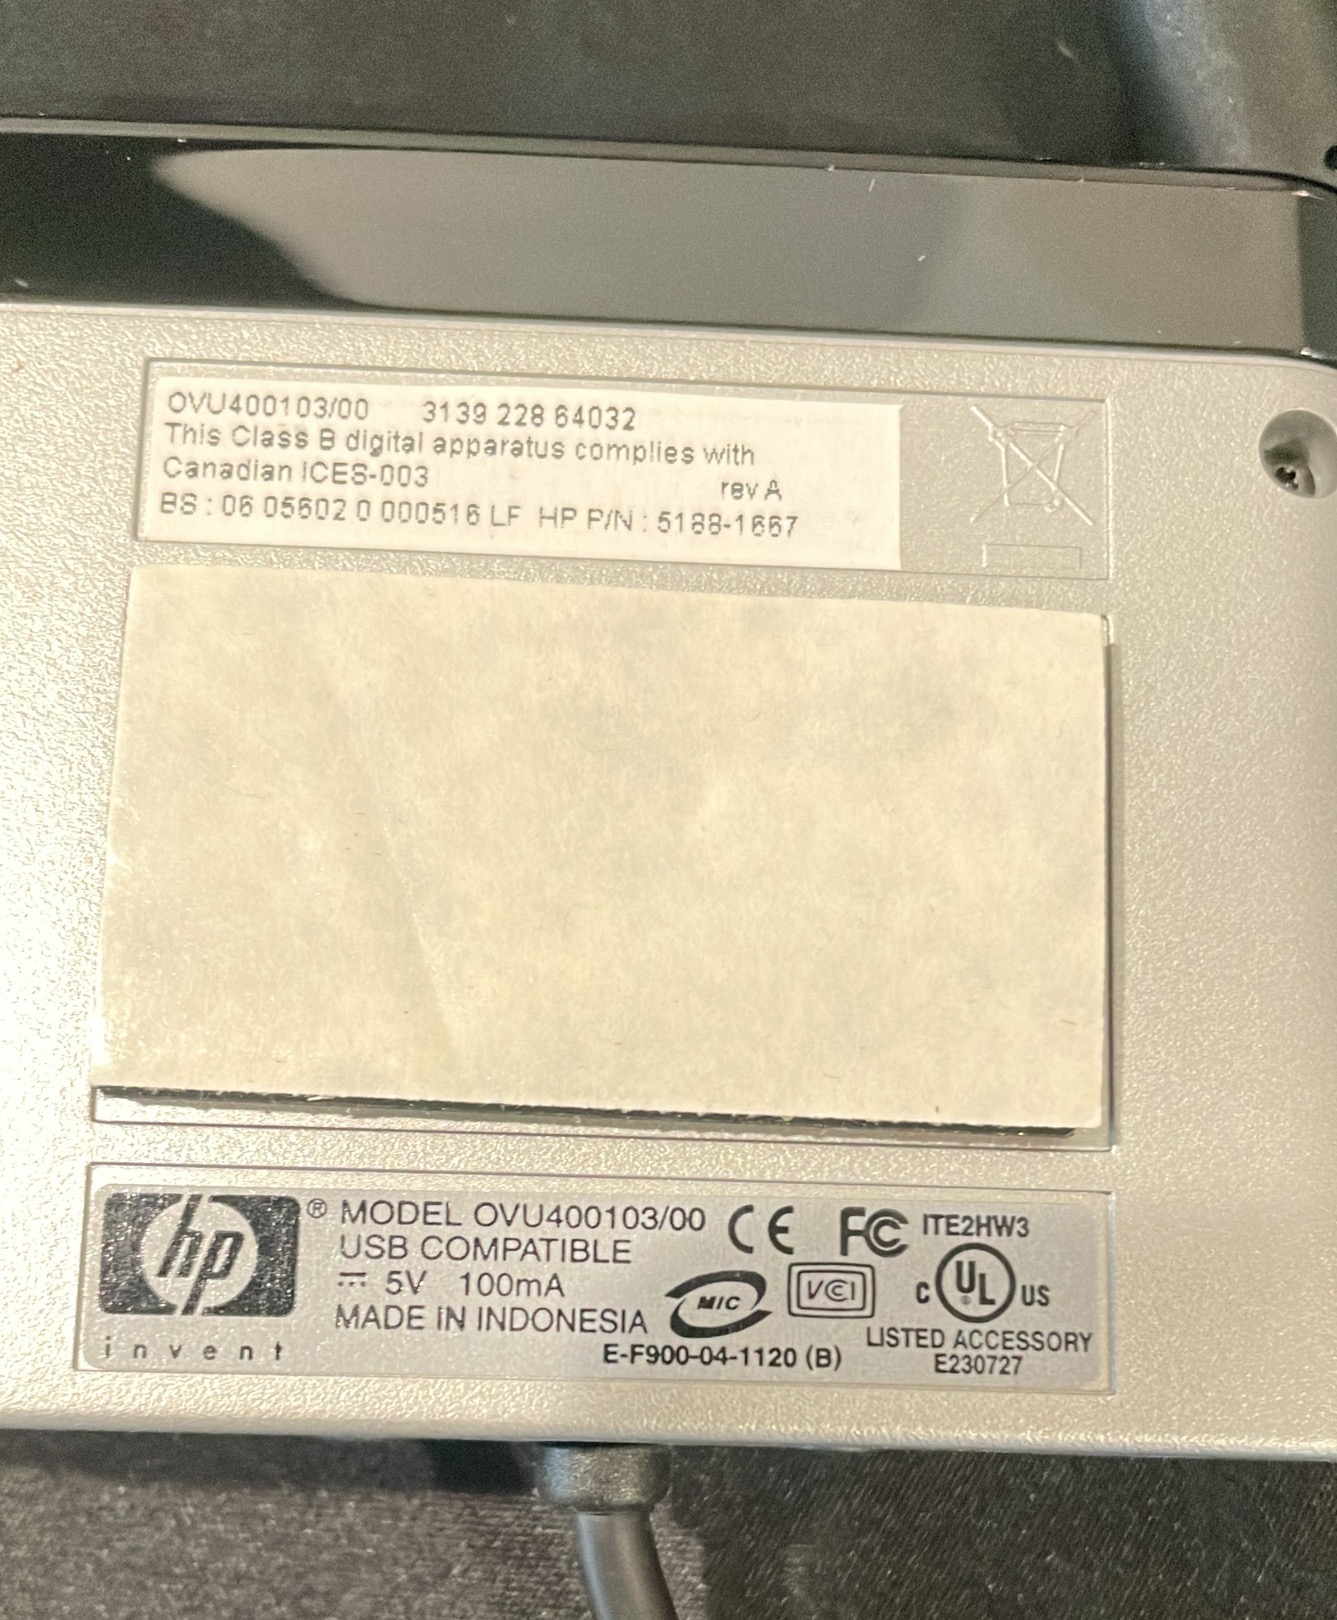 OVU400103/00 3139 228 64032
This Class B digital apparatus complies with
Canadian ICES-003
rev A
BS : 06 05602 0 000516 LF HP P/N : 5188-1667
hp ® MODEL OVU400103/00 CE FC ITE2HW3
USB COMPATIBLE
5V 100mA MIC VCI C UL US
MADE IN INDONESIA
LISTED ACCESSORY
invent
E-F900-04-1120 (B)
E230727